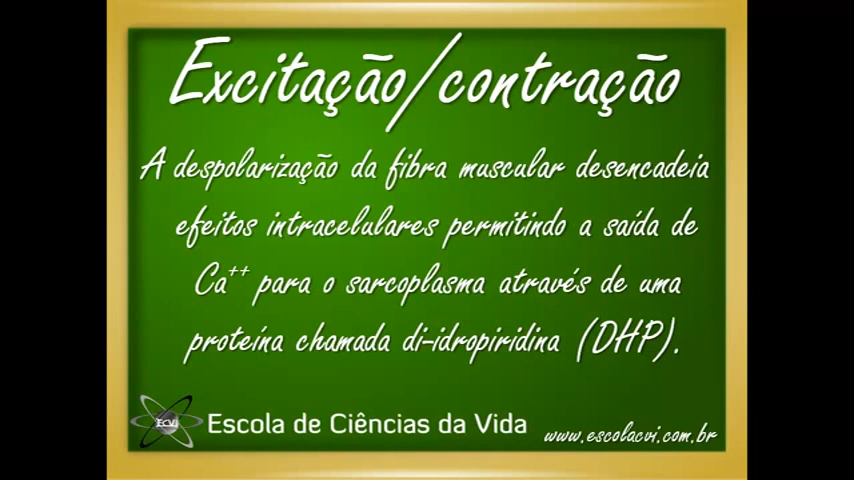 Excitação/contração
A despolarização da fibra muscular desencadeia
efeitos intracelulares permitindo a saída de
Ca++ para o sarcoplasma através de uma
proteína chamada di-idropiridina (DHP).
ECVi
Escola de Ciências da Vida
www.escolacvi.com.br